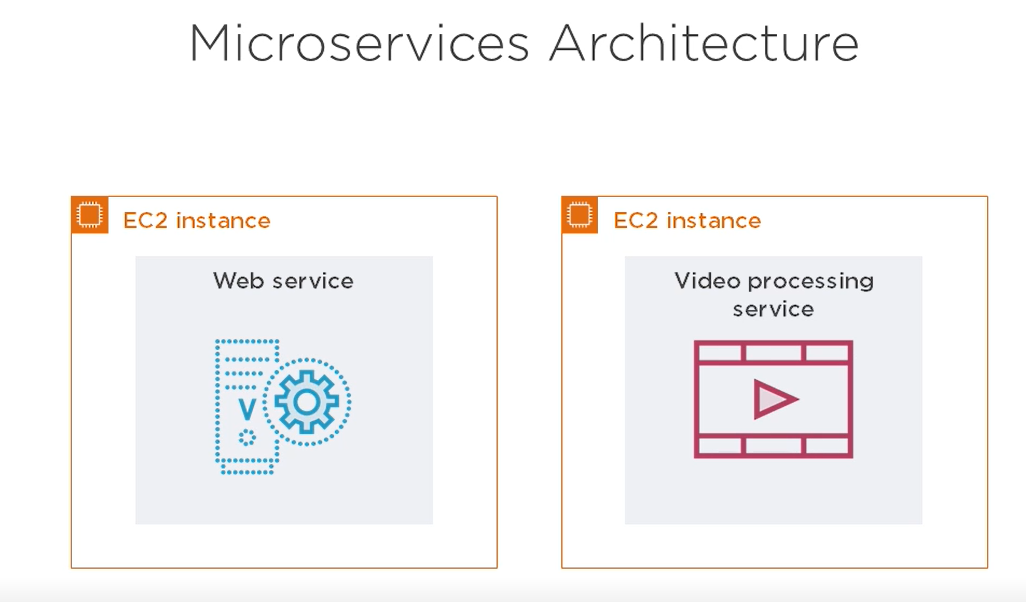 Microservices Architecture
EC2 instance
Web service
EC2 instance
Video processing
service